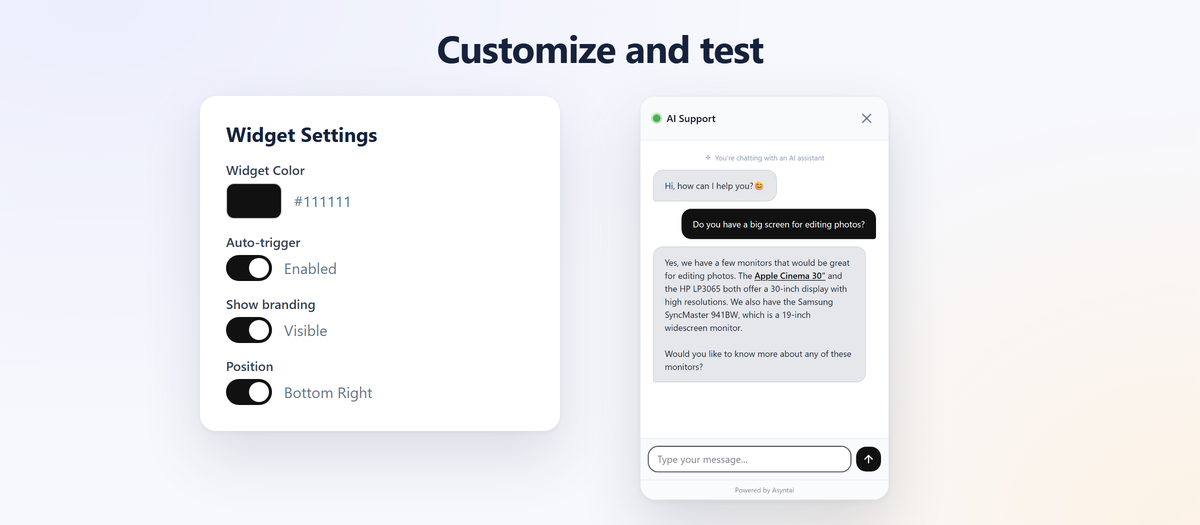 Customize and test
Widget Settings
Widget Color
#111111
Auto-trigger
Enabled
Show branding
Visible
Position
Bottom Right
AI Support
You're chatting with an AI assistant
Hi, how can I help you?😊
Do you have a big screen for editing photos?
Yes, we have a few monitors that would be great
for editing photos. The Apple Cinema 30" and
the HP LP3065 both offer a 30-inch display with
high resolutions. We also have the Samsung
SyncMaster 941BW, which is a 19-inch
widescreen monitor.
Would you like to know more about any of these
monitors?
Type your message...
Powered by Asyntai